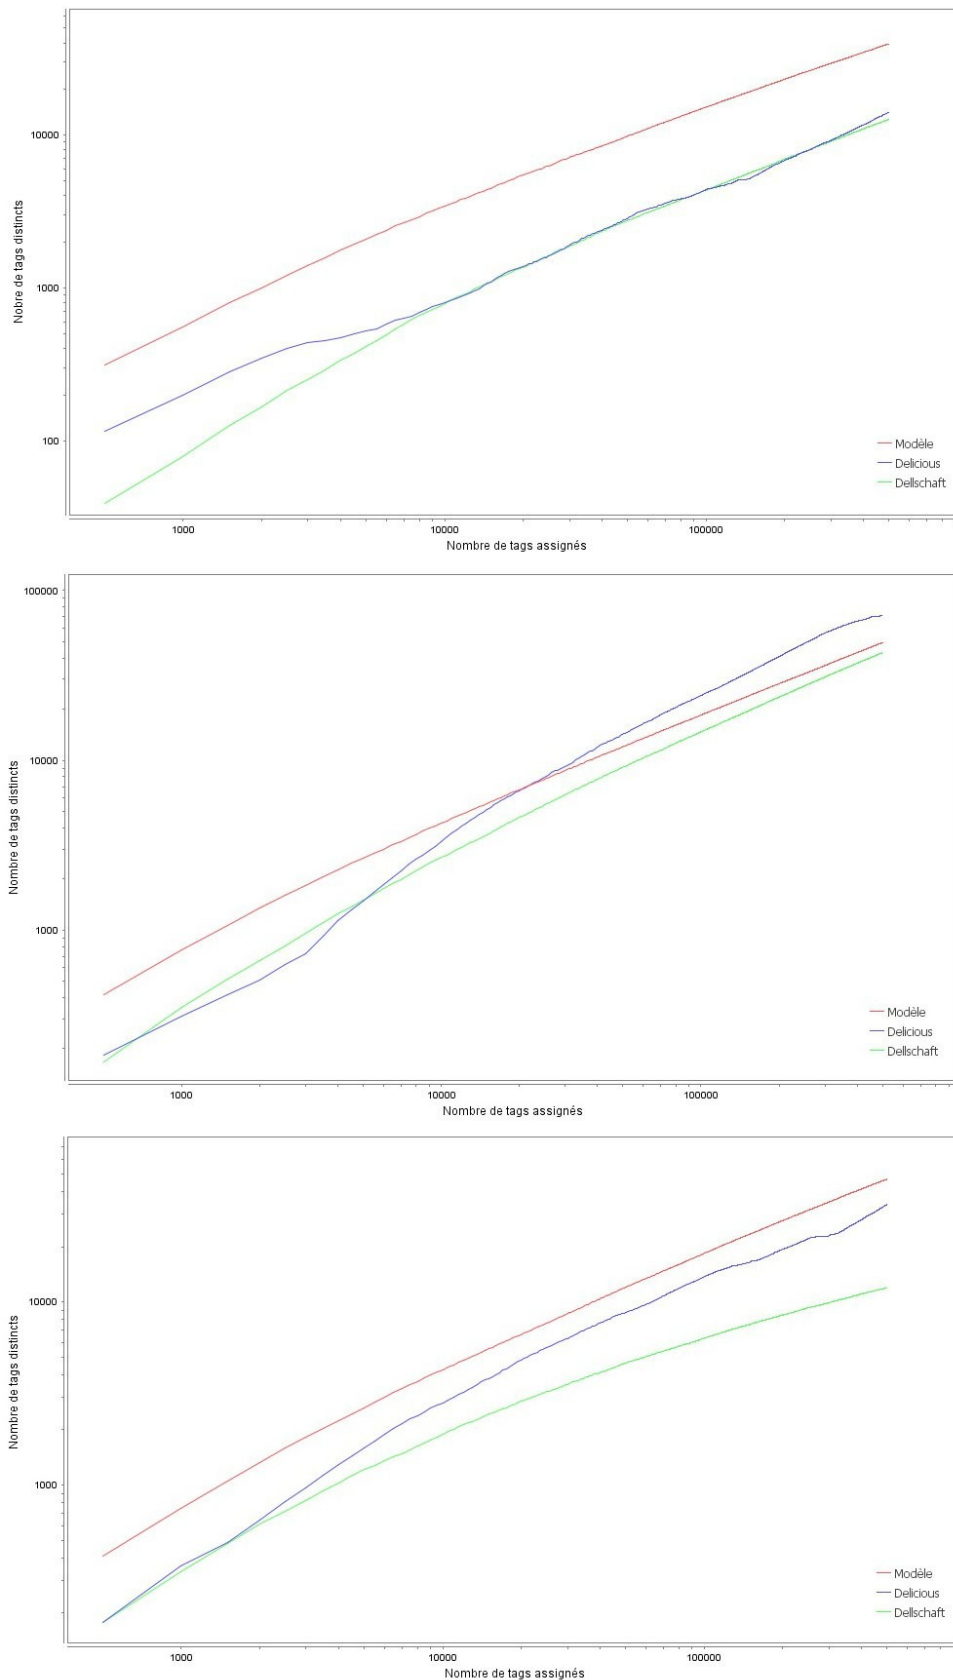 10000
1000
100
Nobre de tags distincts
Modèle
Delicious
Dellschaft
1000
10000
100000
Nombre de tags assignés
100000
10000
1000
Nombre de tags distincts
Modèle
Delicious
Dellschaft
1000
10000
100000
Nombre de tags assignés
10000
1000
Nombre de tags distincts
Modèle
Delicious
Dellschaft
1000
10000
100000
Nombre de tags assignés